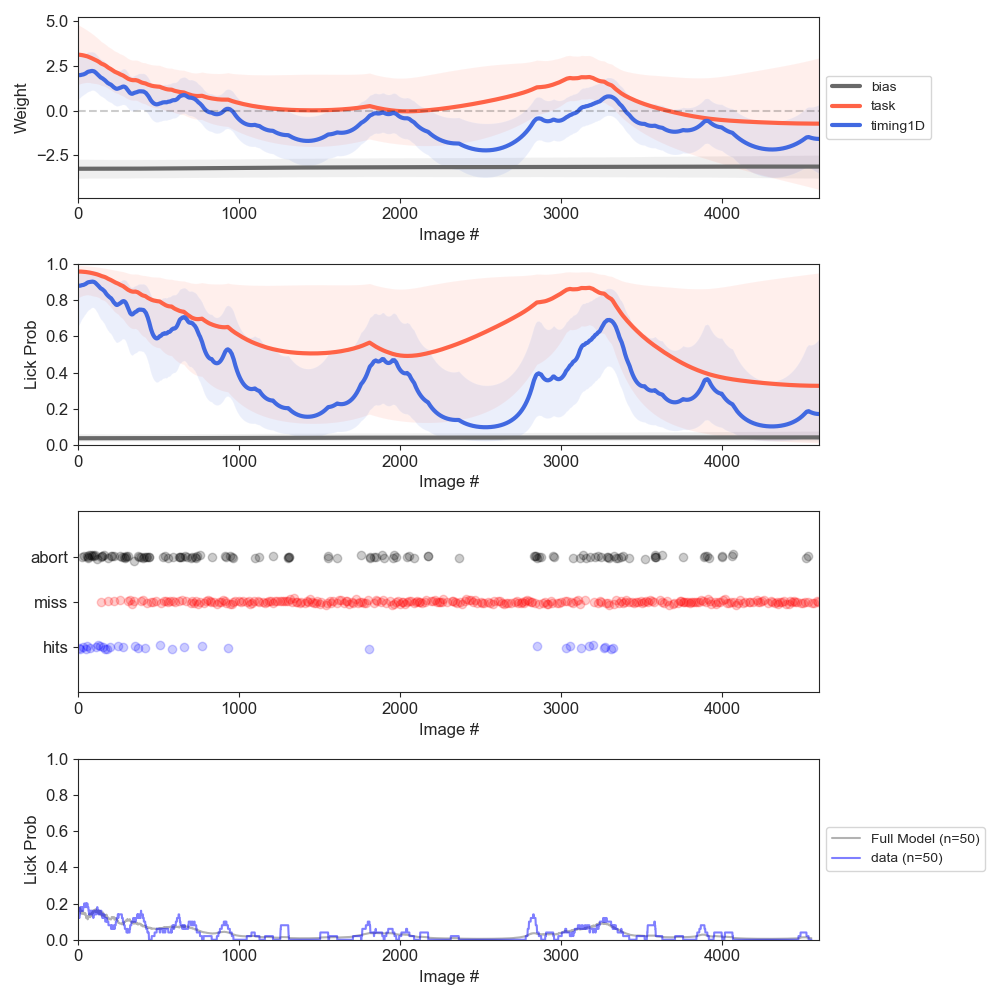 5.0
2.5
0.0
−2.5
Weight
0 1000 2000 3000 4000
Image #
bias
task
timing1D
1.0
0.8
0.6
0.4
0.2
0.0
Lick Prob
0 1000 2000 3000 4000
Image #
abort
miss
hits
0 1000 2000 3000 4000
Image #
1.0
0.8
0.6
0.4
0.2
0.0
Lick Prob
0 1000 2000 3000 4000
Image #
Full Model (n=50)
data (n=50)